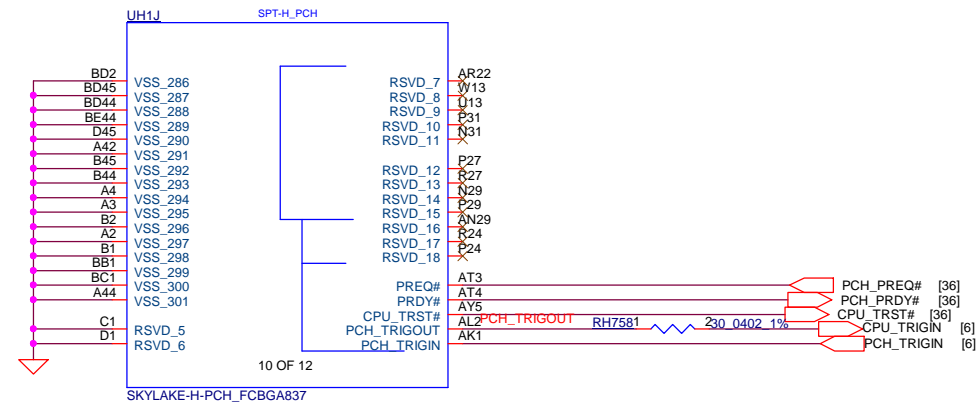 UH1J SPT-H_PCH
BD2 VSS_286 RSVD_7 AR22
BD45 VSS_287 RSVD_8 W13
BD44 VSS_288 RSVD_9 U13
BE44 VSS_289 RSVD_10 P31
D45 VSS_290 RSVD_11 N31
A42 VSS_291
B45 VSS_292 RSVD_12 P27
B44 VSS_293 RSVD_13 R27
A4 VSS_294 RSVD_14 N29
A3 VSS_295 RSVD_15 P29
B2 VSS_296 RSVD_16 AN29
A2 VSS_297 RSVD_17 R24
B1 VSS_298 RSVD_18 P24
BB1 VSS_299
BC1 VSS_300 PREQ# AT3 PCH_PREQ# [36]
A44 VSS_301 PRDY# AT4 PCH_PRDY# [36]
CPU_TRST# AY5 CPU_TRST# [36]
C1 RSVD_5 PCH_TRIGOUT AL2 PCH_TRIGOUT RH758 1 2 30_0402_1% CPU_TRIGIN [6]
D1 RSVD_6 PCH_TRIGIN AK1 PCH_TRIGIN [6]
10 OF 12
SKYLAKE-H-PCH_FCBGA837